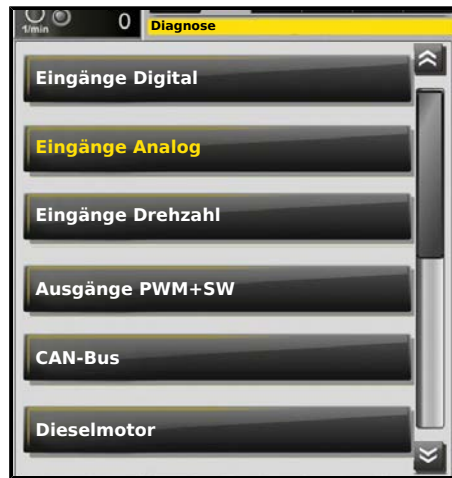 1/min 0 Diagnose
Eingänge Digital
Eingänge Analog
Eingänge Drehzahl
Ausgänge PWM+SW
CAN-Bus
Dieselmotor